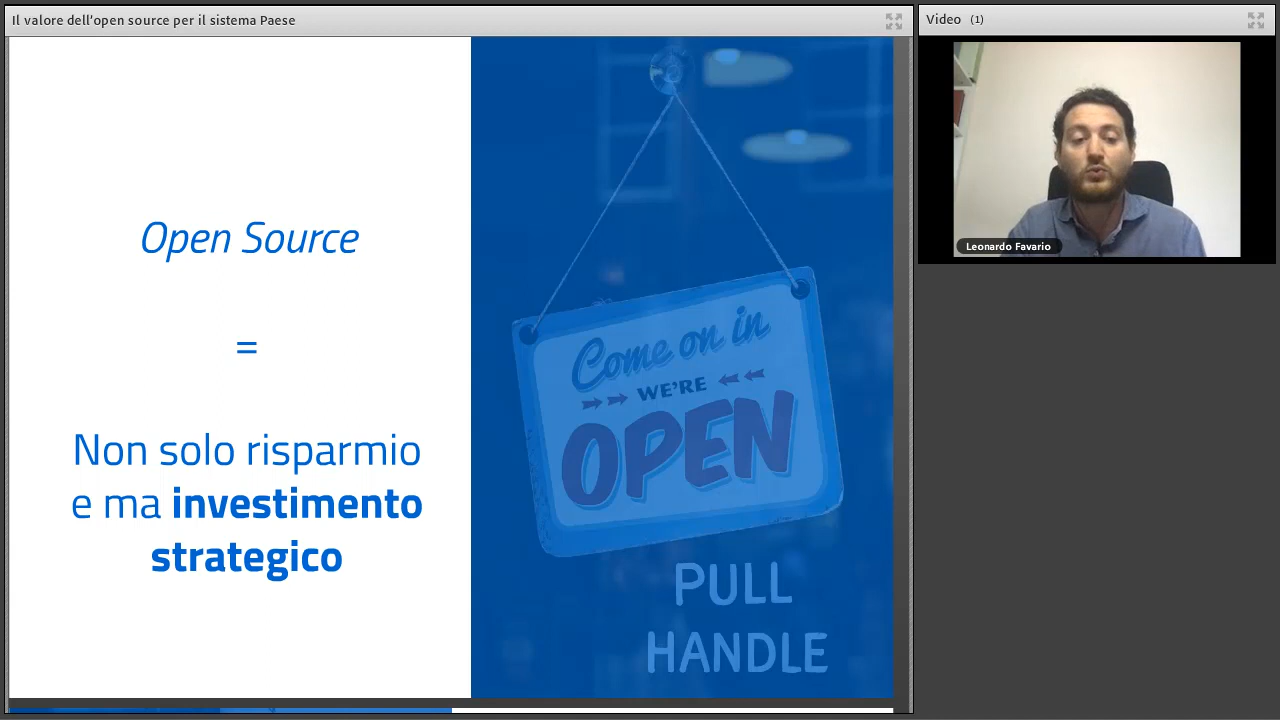 Il valore dell'open source per il sistema Paese
Video (1)
Leonardo Favario
Open Source
=
Non solo risparmio
e ma investimento
strategico
Come on in
WE'RE
OPEN
PULL
HANDLE